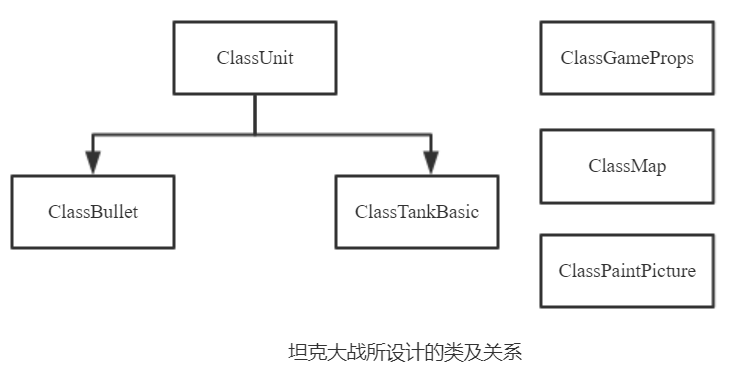 ClassUnit
ClassGameProps
ClassMap
ClassBullet
ClassTankBasic
ClassPaintPicture
坦克大战所设计的类及关系